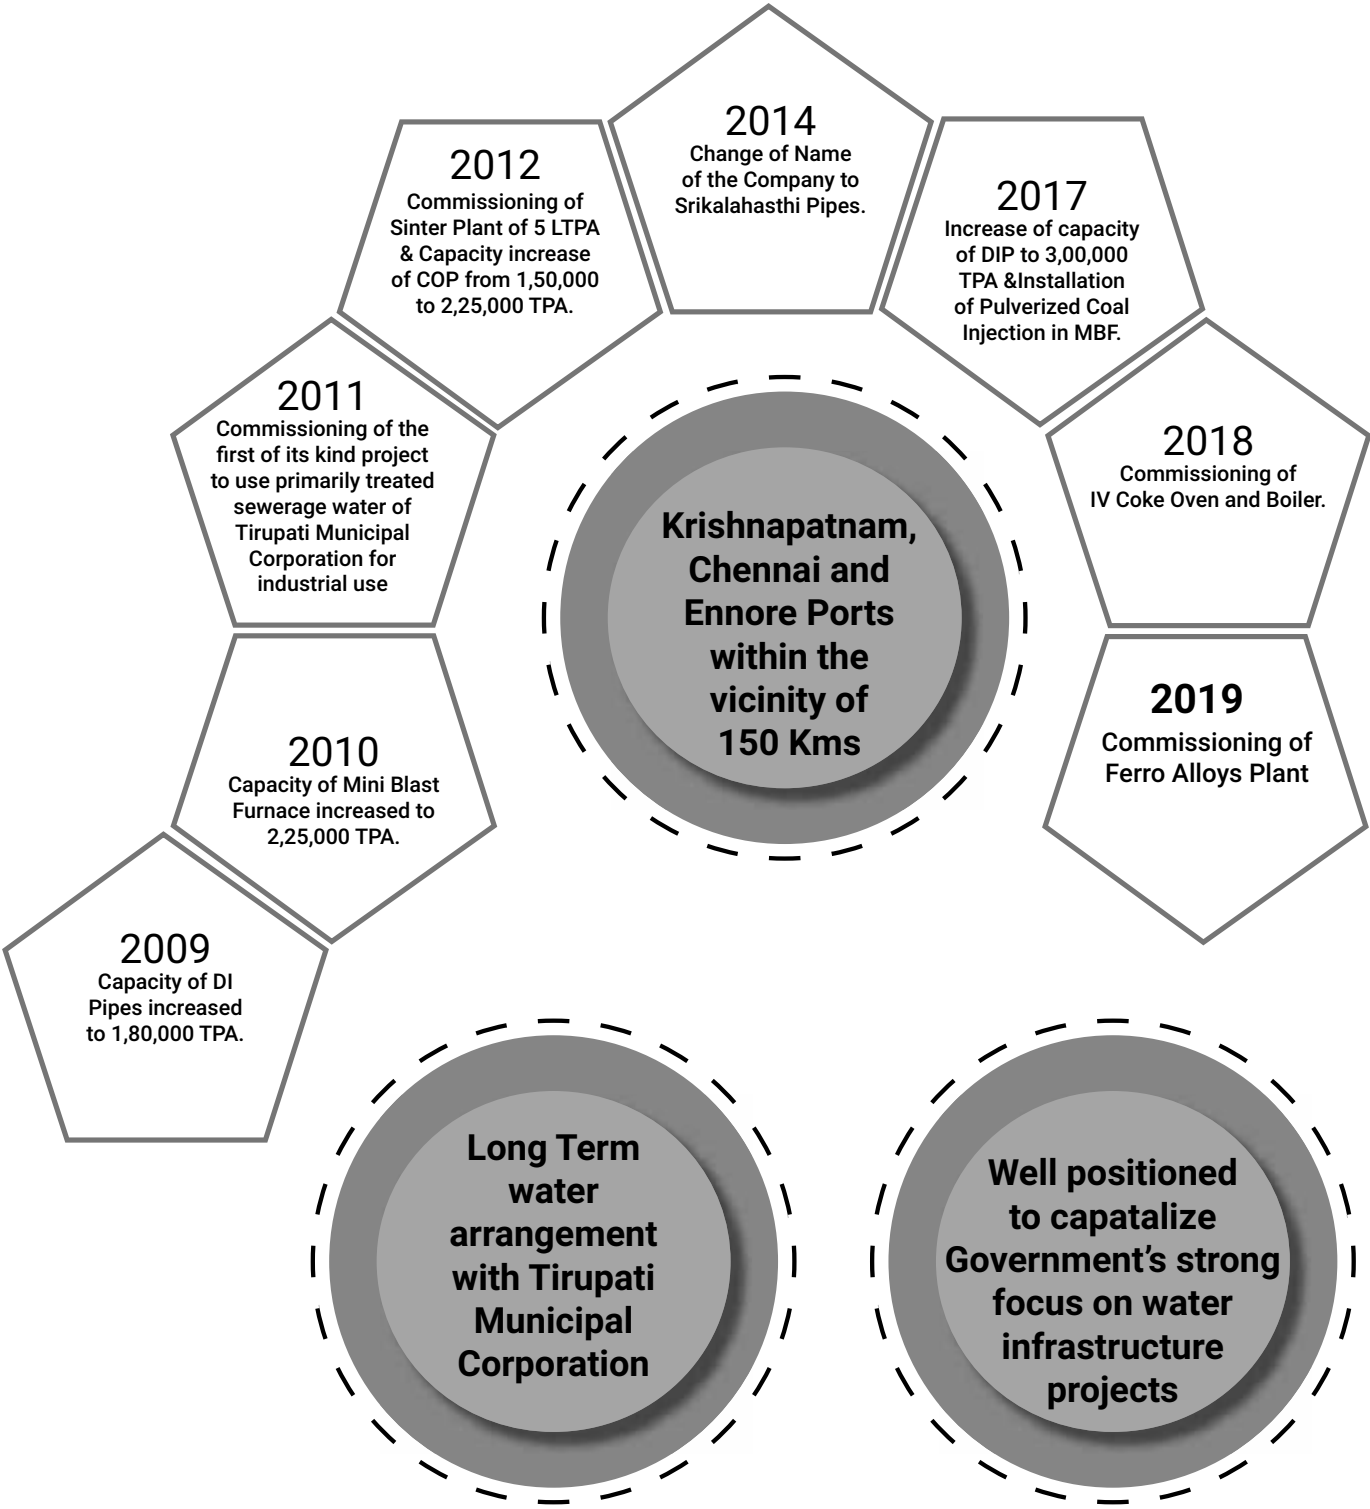 2009
Capacity of DI
Pipes increased
to 1,80,000 TPA.
2010
Capacity of Mini Blast
Furnace increased to
2,25,000 TPA.
2011
Commissioning of the
first of its kind project
to use primarily treated
sewerage water of
Tirupati Municipal
Corporation for
industrial use
2012
Commissioning of
Sinter Plant of 5 LTPA
& Capacity increase
of COP from 1,50,000
to 2,25,000 TPA.
2014
Change of Name
of the Company to
Srikalahasthi Pipes.
2017
Increase of capacity
of DIP to 3,00,000
TPA &Installation
of Pulverized Coal
Injection in MBF.
2018
Commissioning of
IV Coke Oven and Boiler.
2019
Commissioning of
Ferro Alloys Plant
Krishnapatnam,
Chennai and
Ennore Ports
within the
vicinity of
150 Kms
Long Term
water
arrangement
with Tirupati
Municipal
Corporation
Well positioned
to capatalize
Government’s strong
focus on water
infrastructure
projects